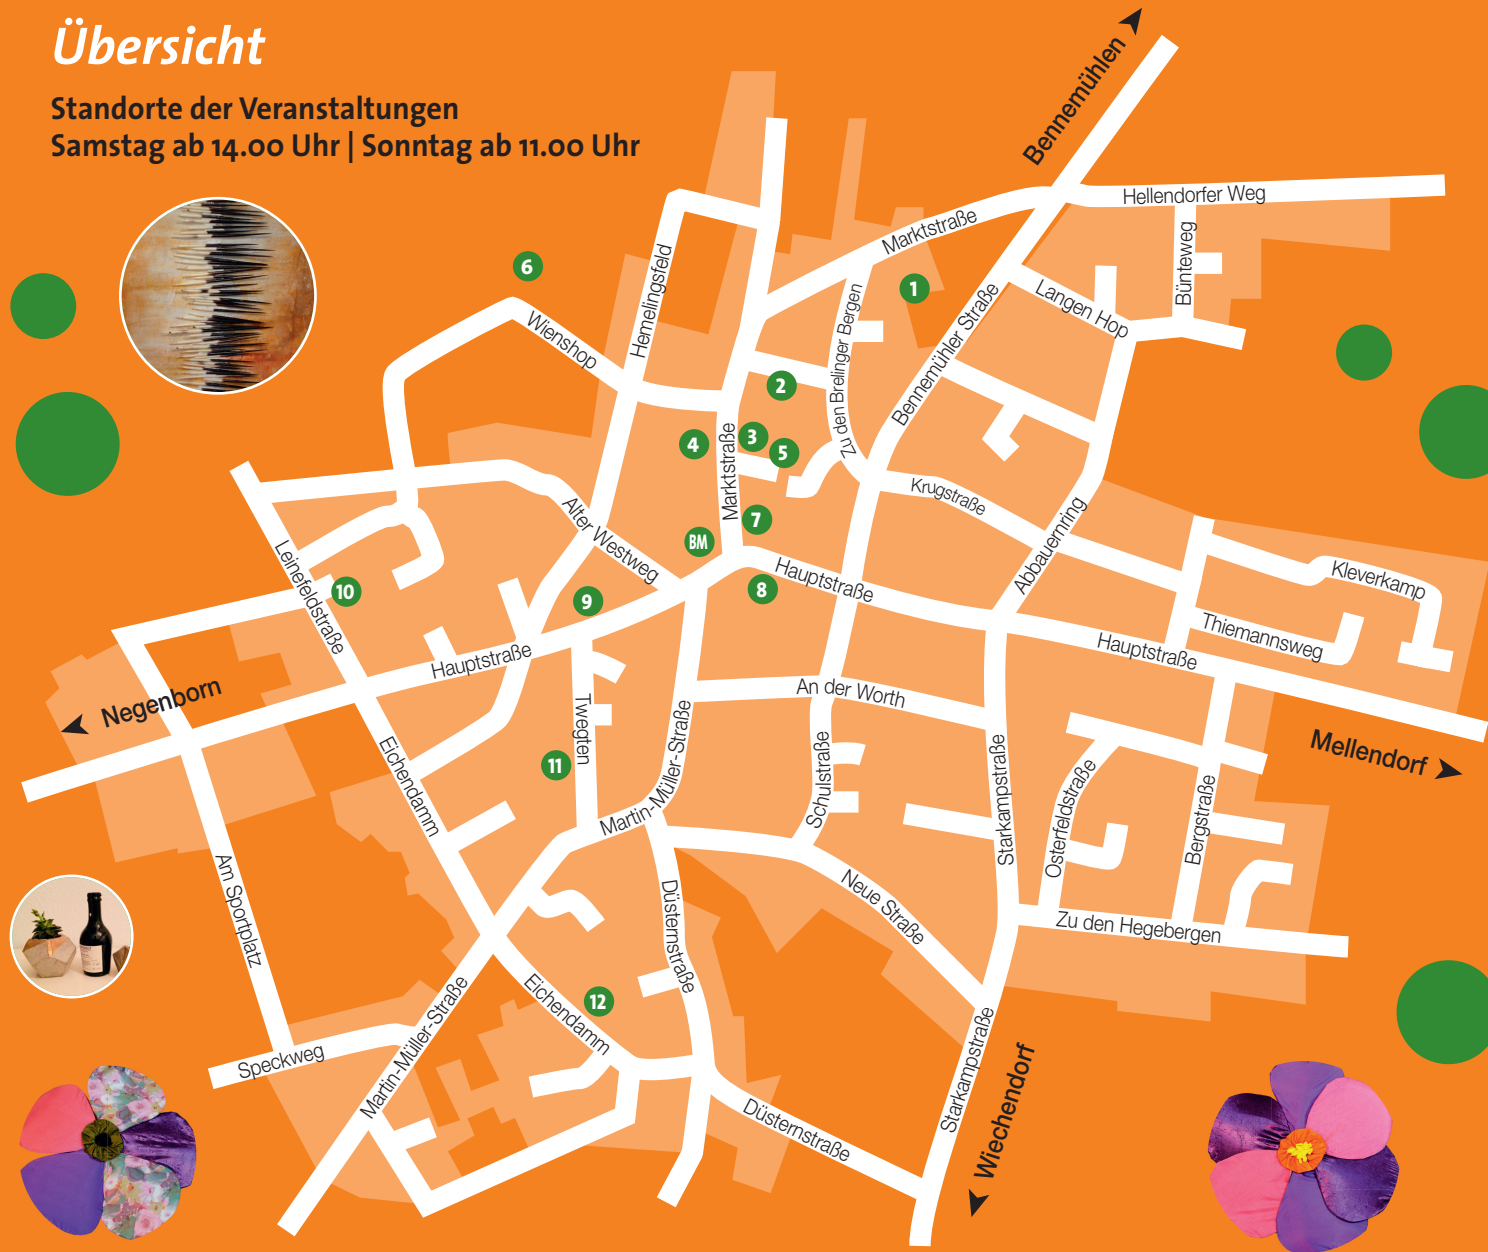 Übersicht
Standorte der Veranstaltungen
Samstag ab 14.00 Uhr | Sonntag ab 11.00 Uhr
Bennemühlen
Hellendorfer Weg
Marktstraße
Bünteweg
6
1
Hemelingsfeld
Langen Hop
Wienshop
Zu den Brelinger Bergen
Bennemühler Straße
2
4
3
5
Marktstraße
Krugstraße
Alter Westweg
7
BM
Abbauernring
Leinefeldstraße
Hauptstraße
Kleverkamp
10
9
8
Thiemannsweg
Hauptstraße
Hauptstraße
Negenborn
An der Worth
Twegten
Martin-Müller-Straße
Mellendorf
Eichendamm
11
Schulstraße
Starkampstraße
Osterfeldstraße
Bergstraße
Am Sportplatz
Düsternstraße
Neue Straße
Zu den Hegebergen
Eichendamm
12
Martin-Müller-Straße
Speckweg
Starkampstraße
Wiechendorf
Düsternstraße